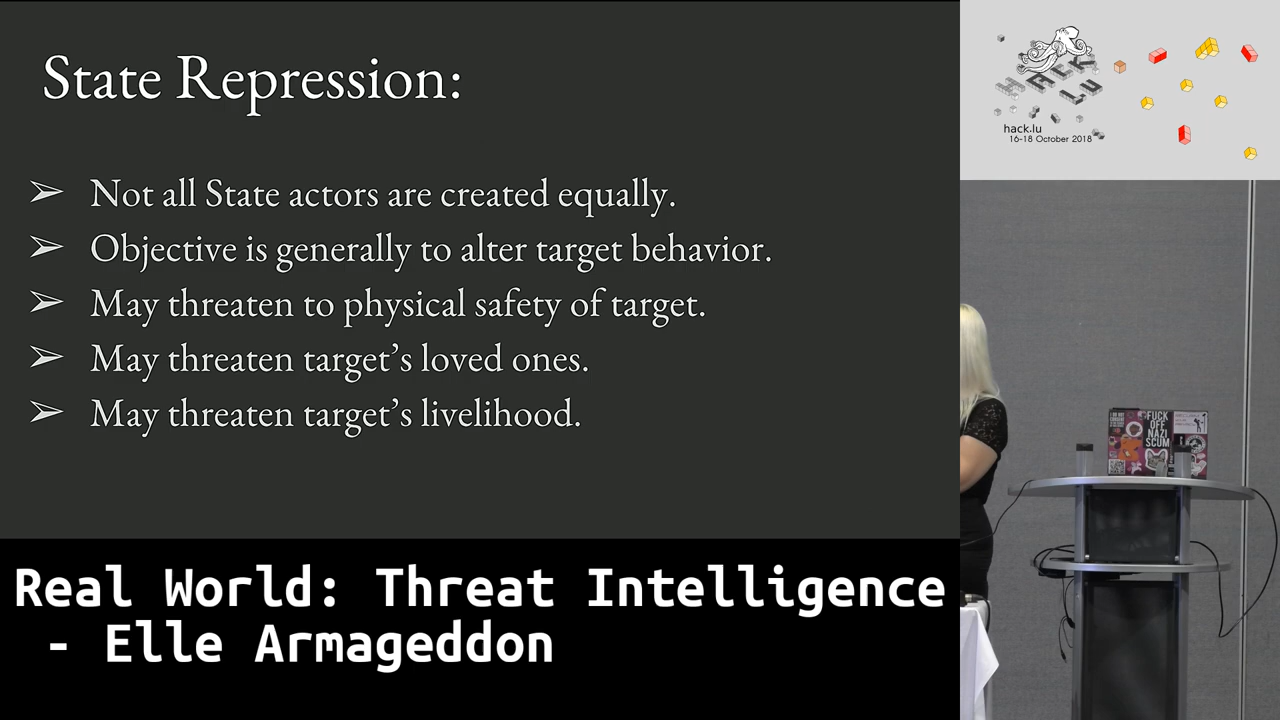 State Repression:
➢ Not all State actors are created equally.
➢ Objective is generally to alter target behavior.
➢ May threaten to physical safety of target.
➢ May threaten target’s loved ones.
➢ May threaten target’s livelihood.
Real World: Threat Intelligence
- Elle Armageddon
HACK
LU
hack.lu
16-18 October 2018
FUCK
OFF
NAZI
SCUM